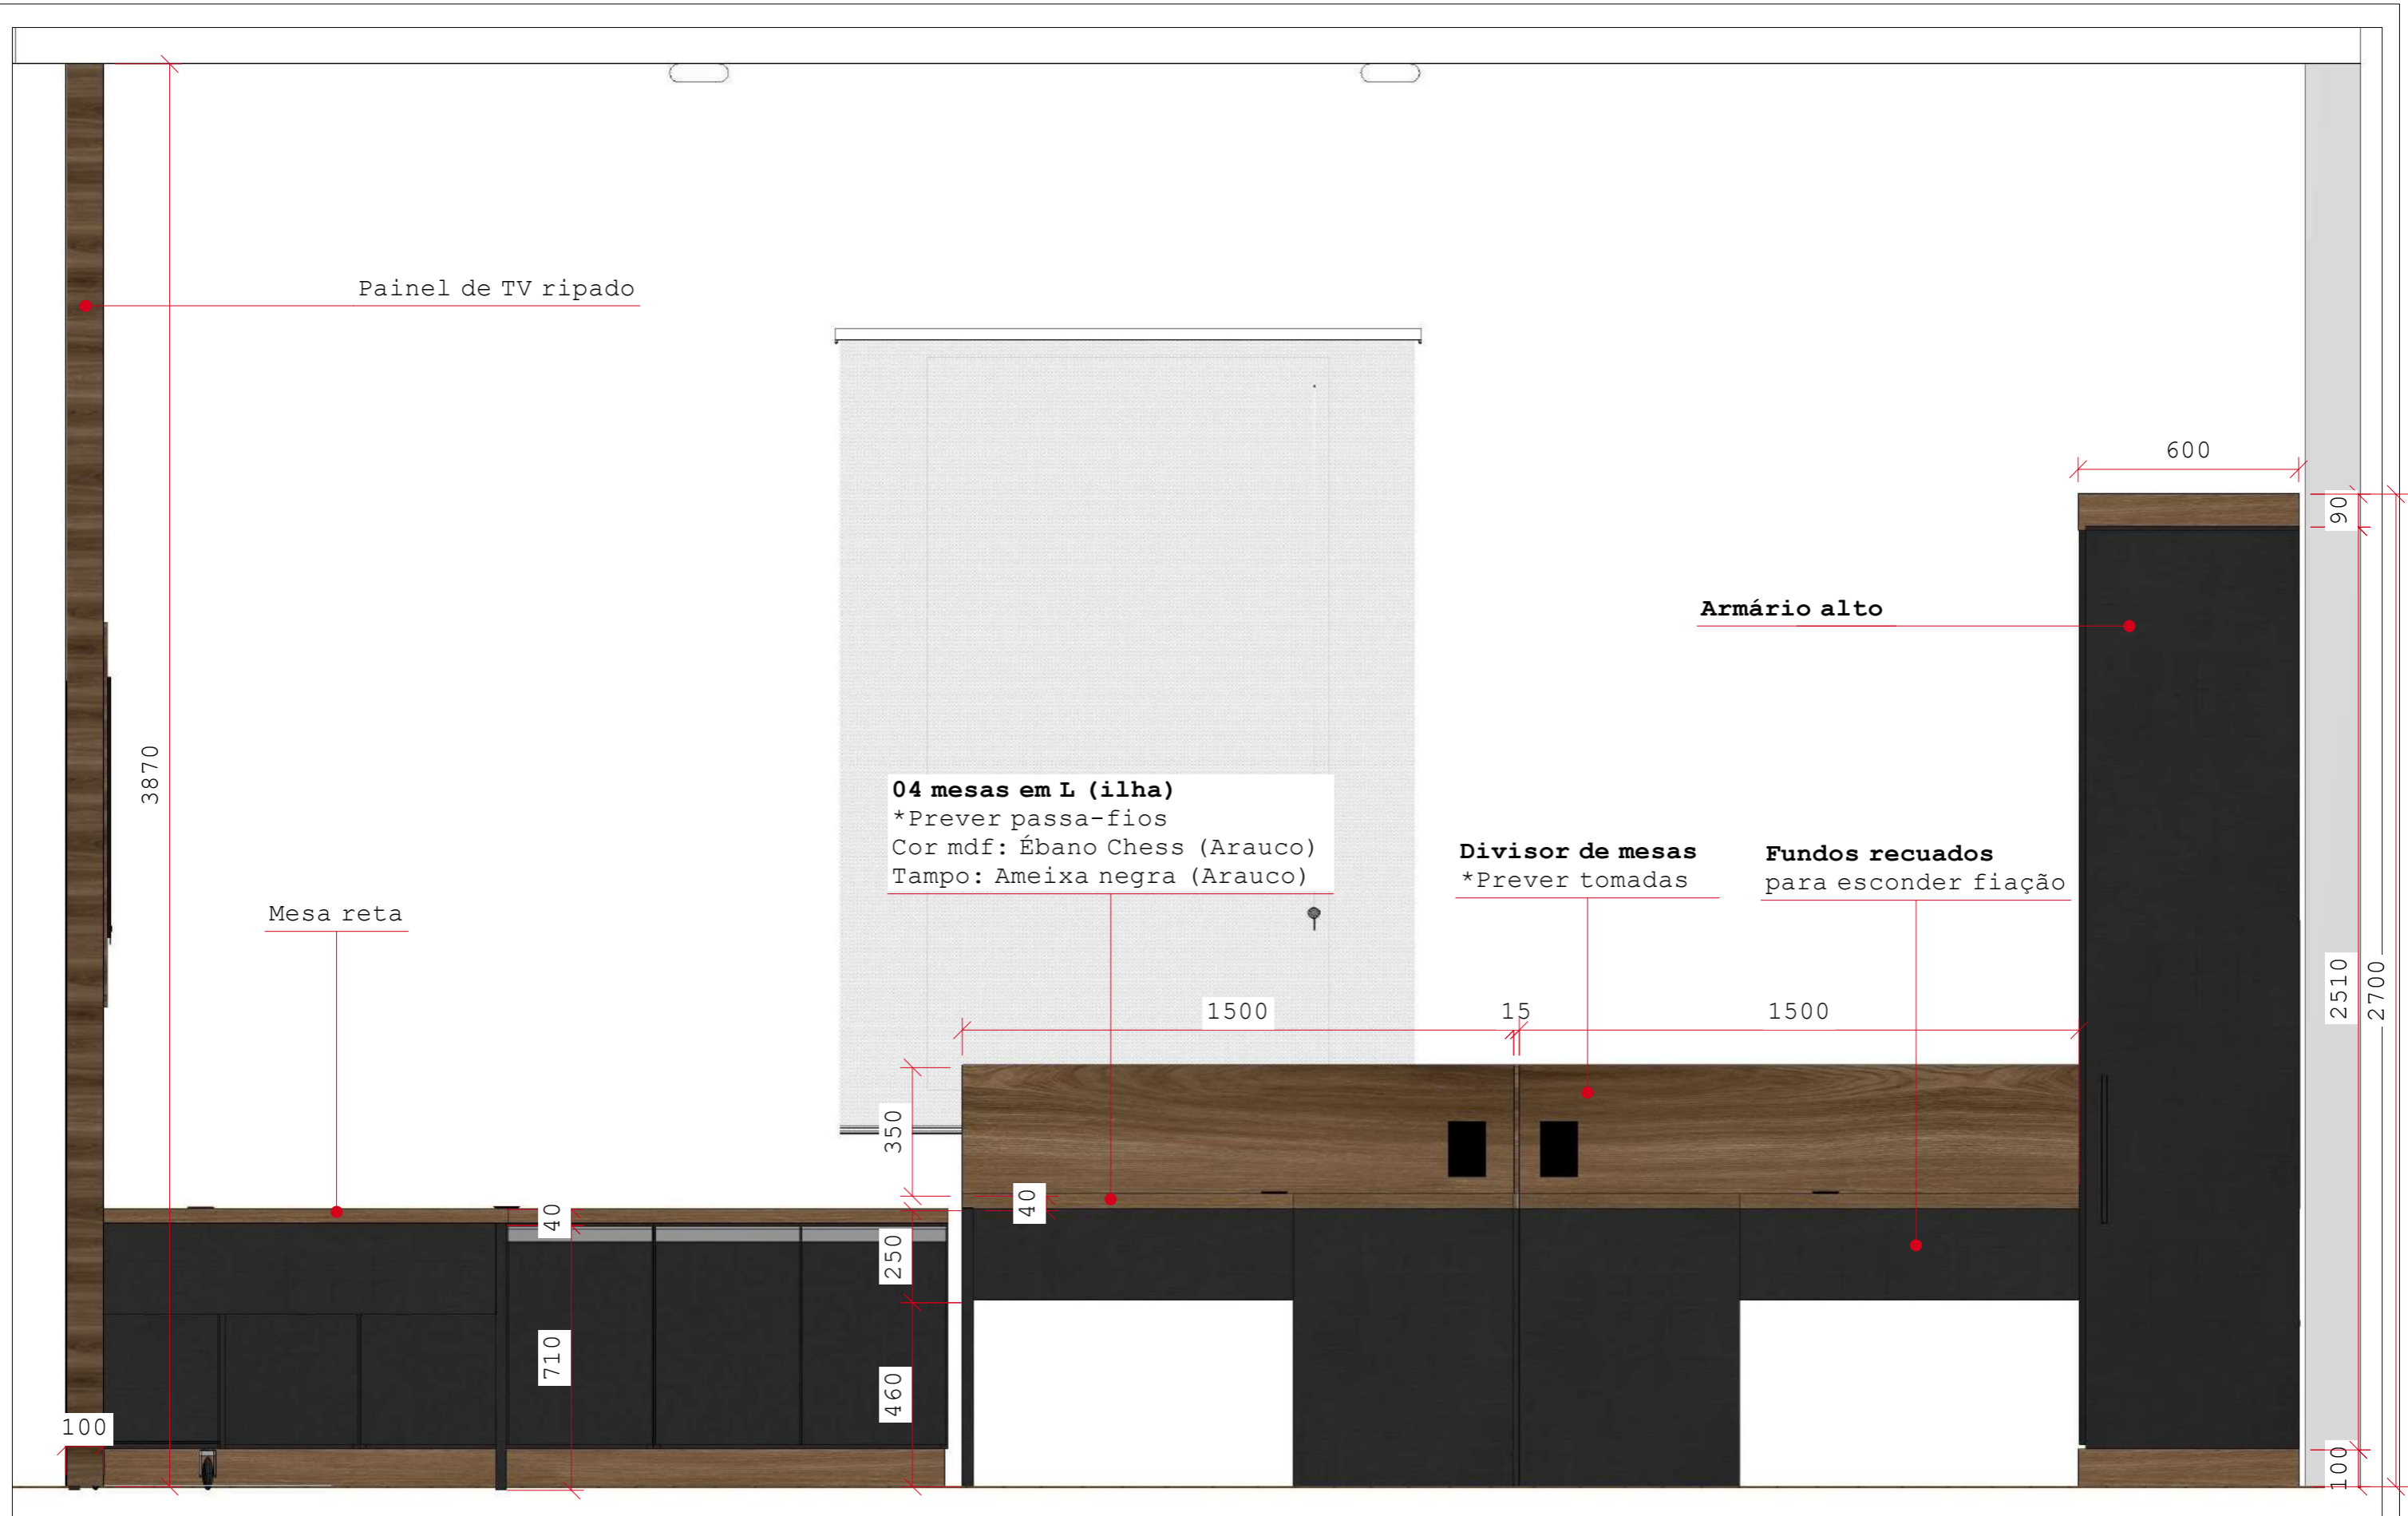 Painel de TV ripado
600
90
Armário alto
3870
04 mesas em L (ilha)
*Prever passa-fios
Cor mdf: Ébano Chess (Arauco)
Tampo: Ameixa negra (Arauco)
Divisor de mesas
*Prever tomadas
Fundos recuados
para esconder fiação
Mesa reta
2510
2700
1500
15
1500
350
40
40
250
710
460
100
100